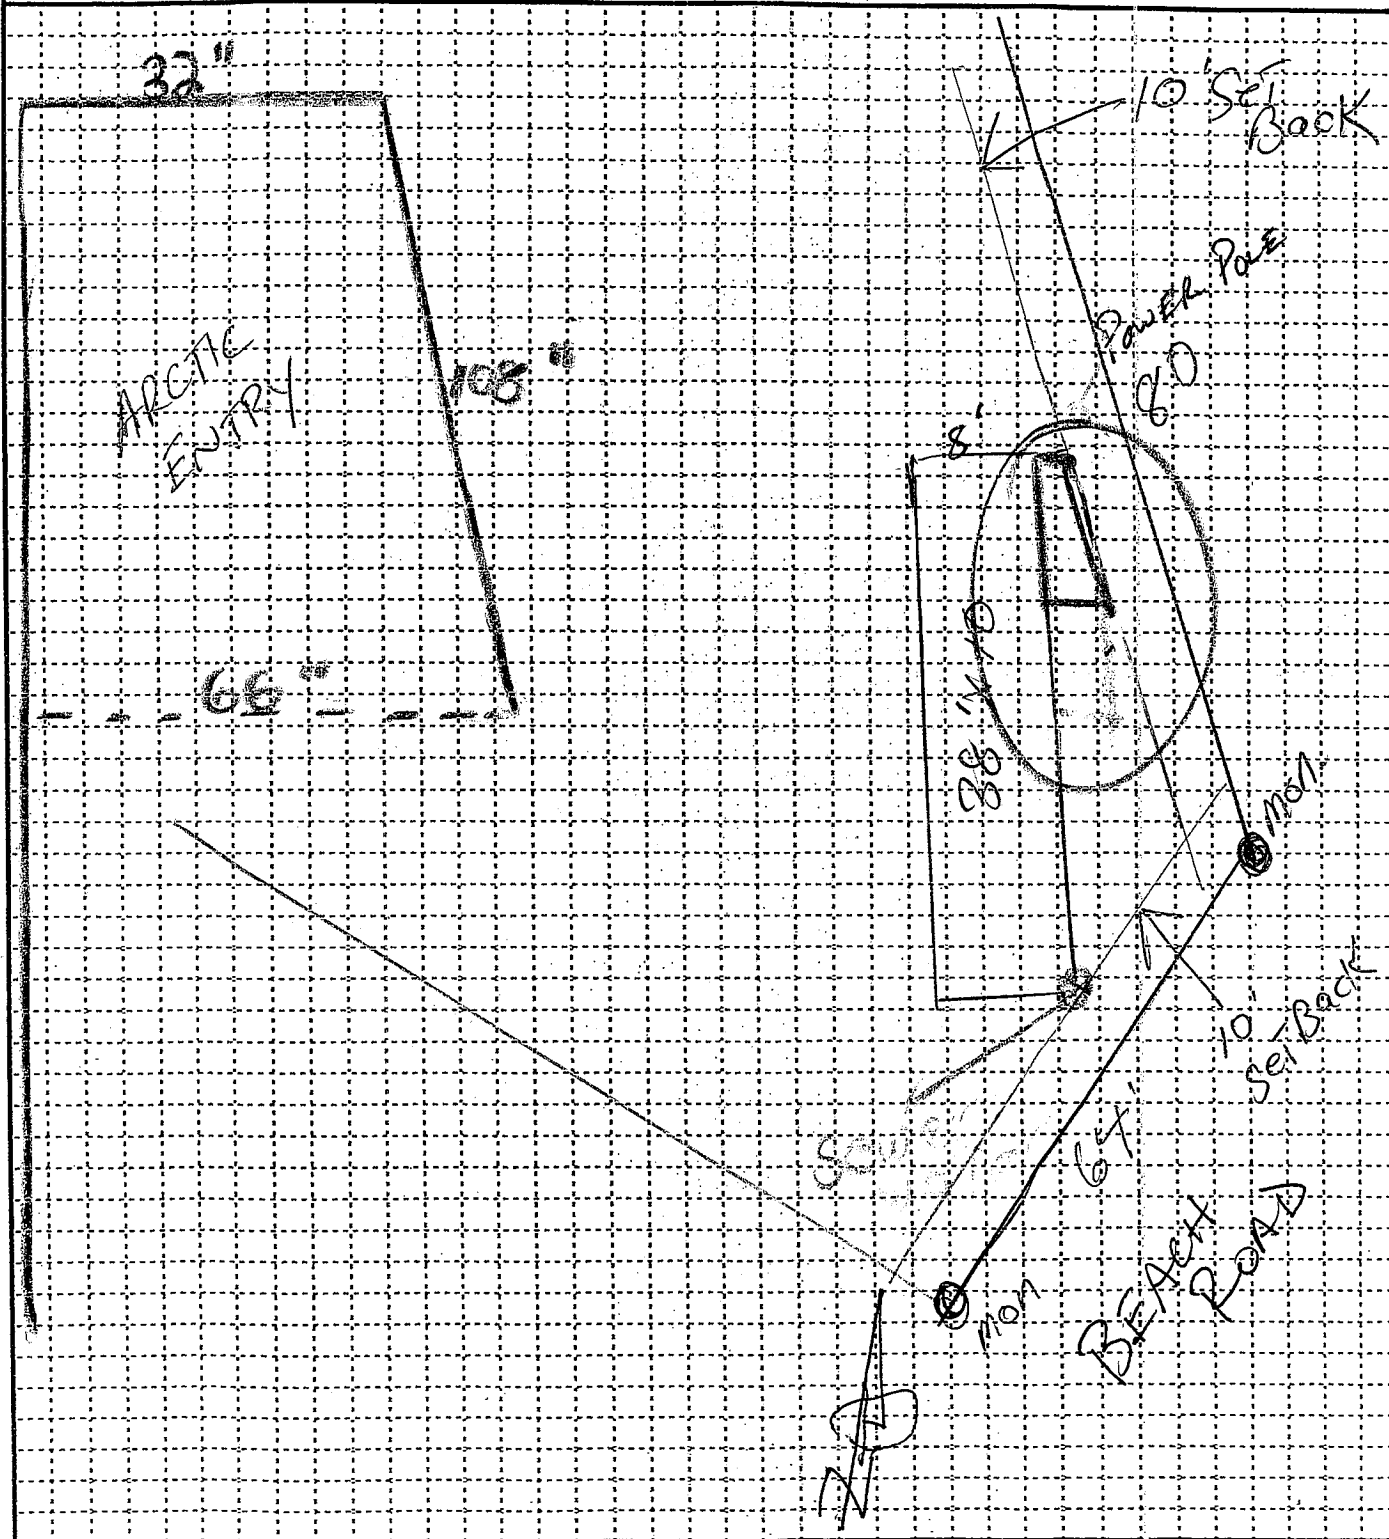 32"
10' Set
Back
Power Pole
80
ARCTIC
ENTRY
108"
8'
66"
mon.
10'
Set Back
64'
BEACH
ROAD
mon
N